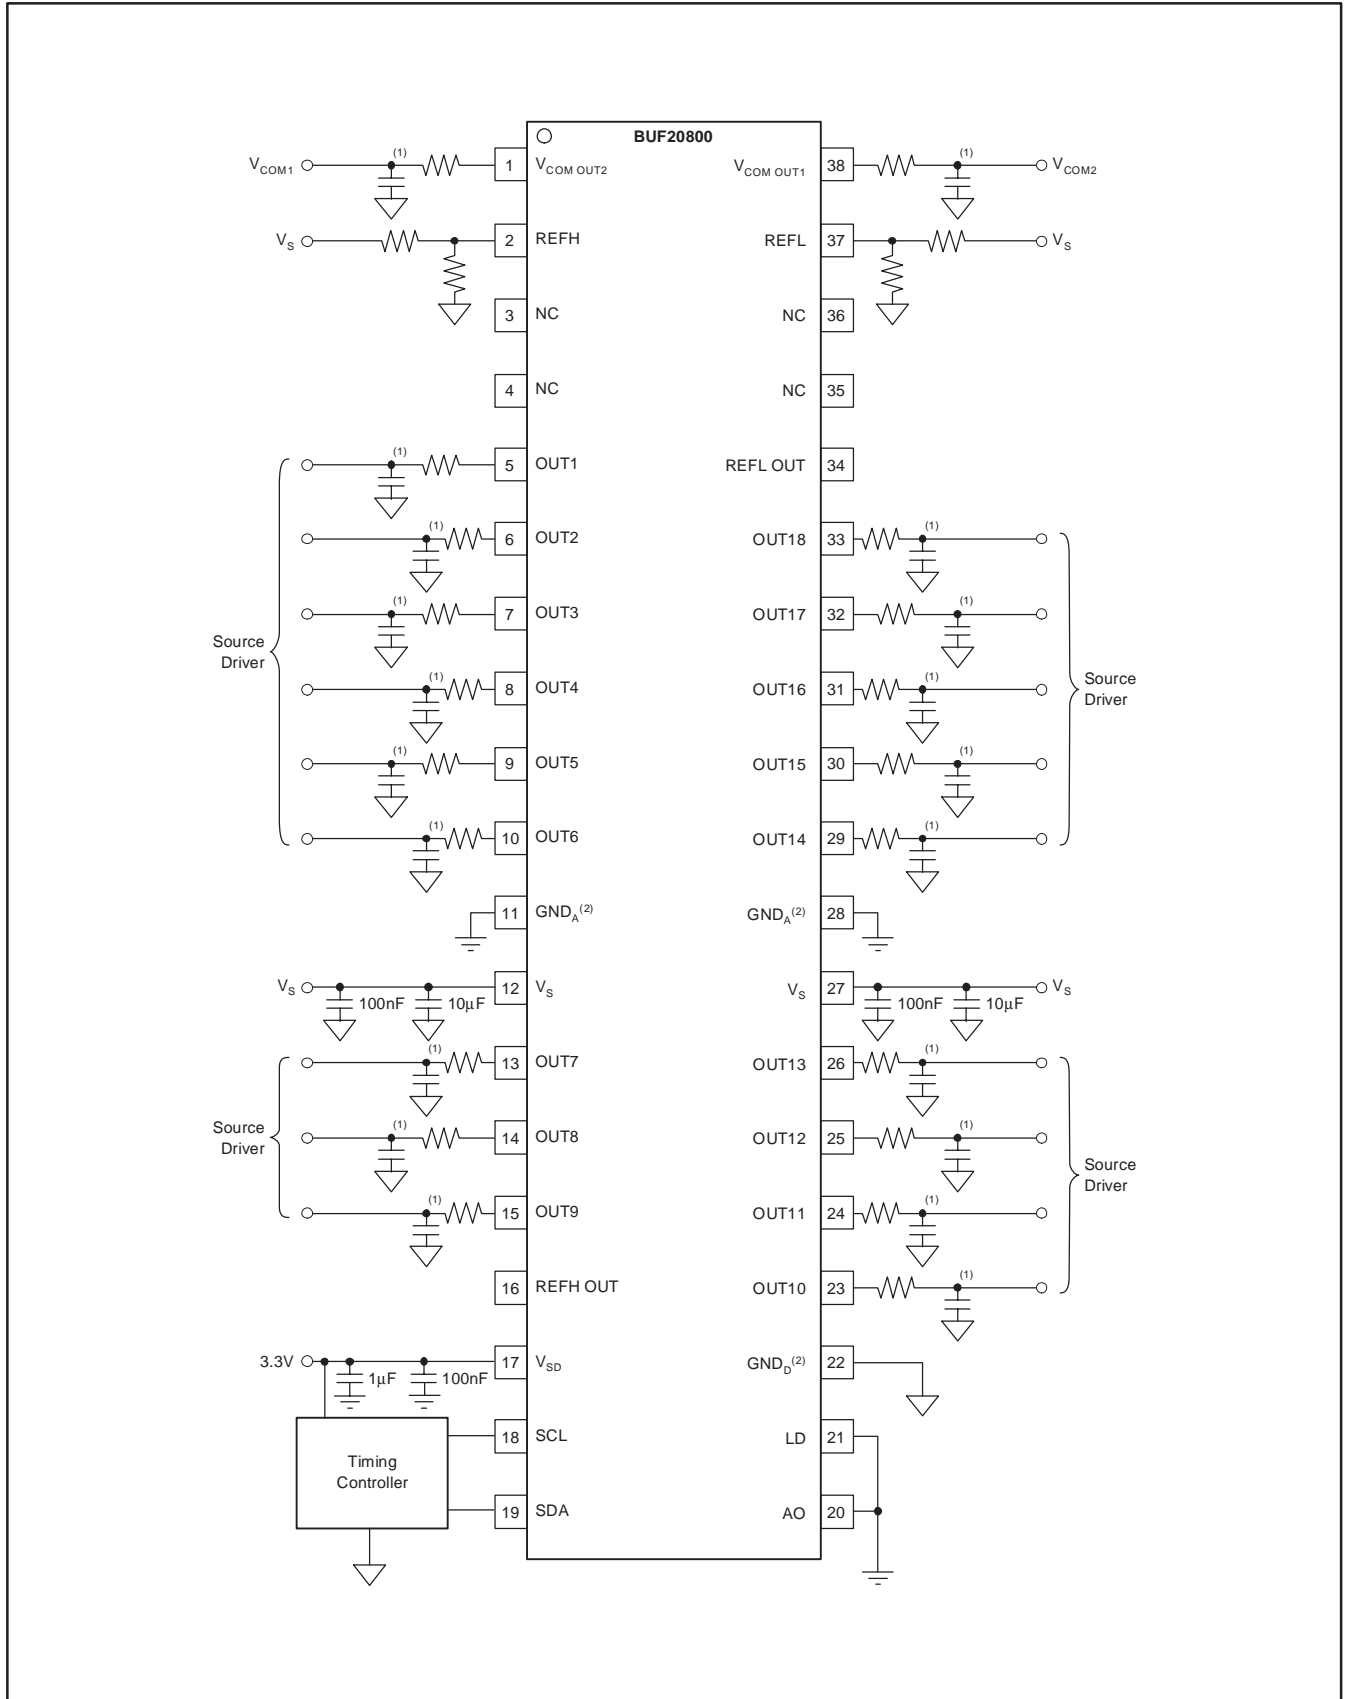 BUF20800
V_COM1 (1) 1 V_COM OUT2 V_COM OUT1 38 (1) V_COM2
V_S 2 REFH REFL 37 V_S
3 NC NC 36
4 NC NC 35
(1) 5 OUT1 REFL OUT 34
(1) 6 OUT2 OUT18 33 (1)
(1) 7 OUT3 OUT17 32 (1)
Source
Driver
(1) 8 OUT4 OUT16 31 (1)
Source
Driver
(1) 9 OUT5 OUT15 30 (1)
(1) 10 OUT6 OUT14 29 (1)
11 GND_A(2) GND_A(2) 28
V_S 100nF 10µF 12 V_S V_S 27 100nF 10µF V_S
(1) 13 OUT7 OUT13 26 (1)
Source
Driver
(1) 14 OUT8 OUT12 25 (1)
Source
Driver
(1) 15 OUT9 OUT11 24 (1)
16 REFH OUT OUT10 23 (1)
3.3V 1µF 100nF 17 V_SD GND_D(2) 22
18 SCL LD 21
Timing
Controller
19 SDA AO 20